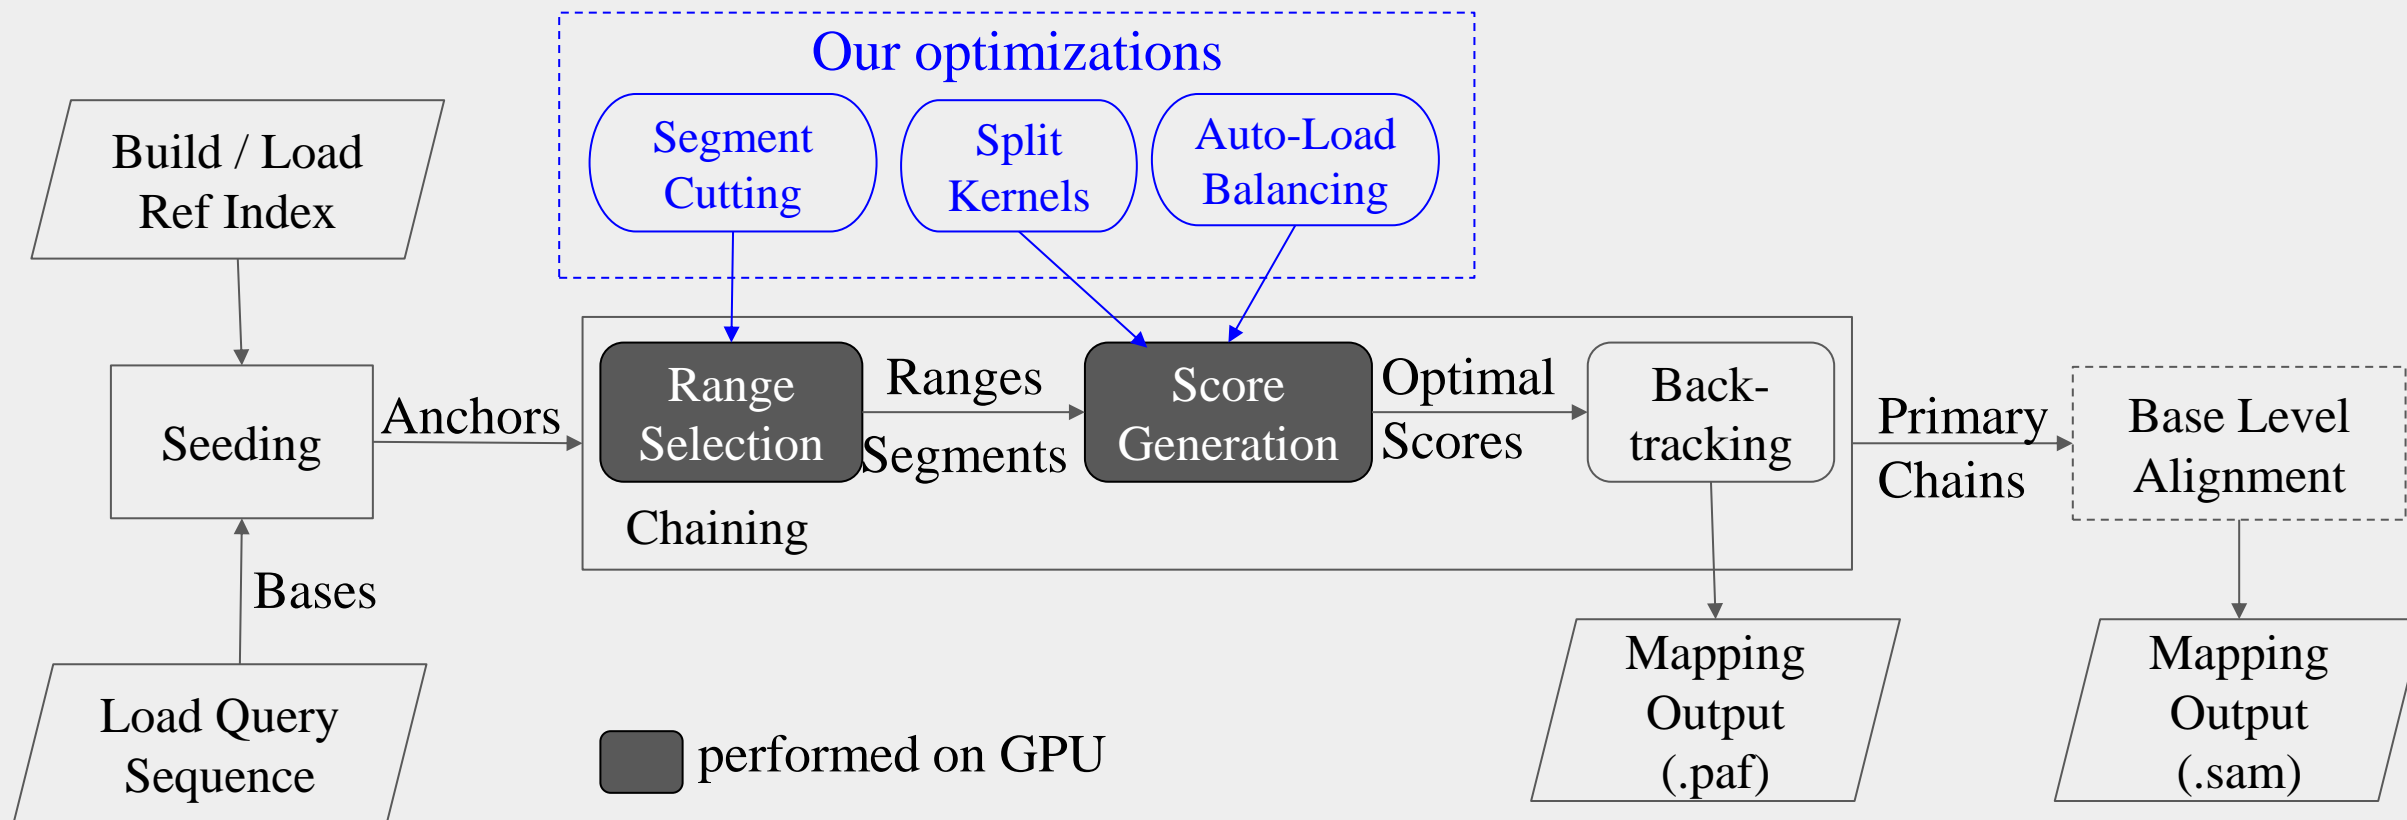 Our optimizations
Segment
Cutting
Split
Kernels
Auto-Load
Balancing
Build / Load
Ref Index
Seeding
Anchors
Bases
Load Query
Sequence
Range
Selection
Ranges
Segments
Score
Generation
Optimal
Scores
Back-
tracking
Chaining
Primary
Chains
Base Level
Alignment
Mapping
Output
(.paf)
Mapping
Output
(.sam)
performed on GPU